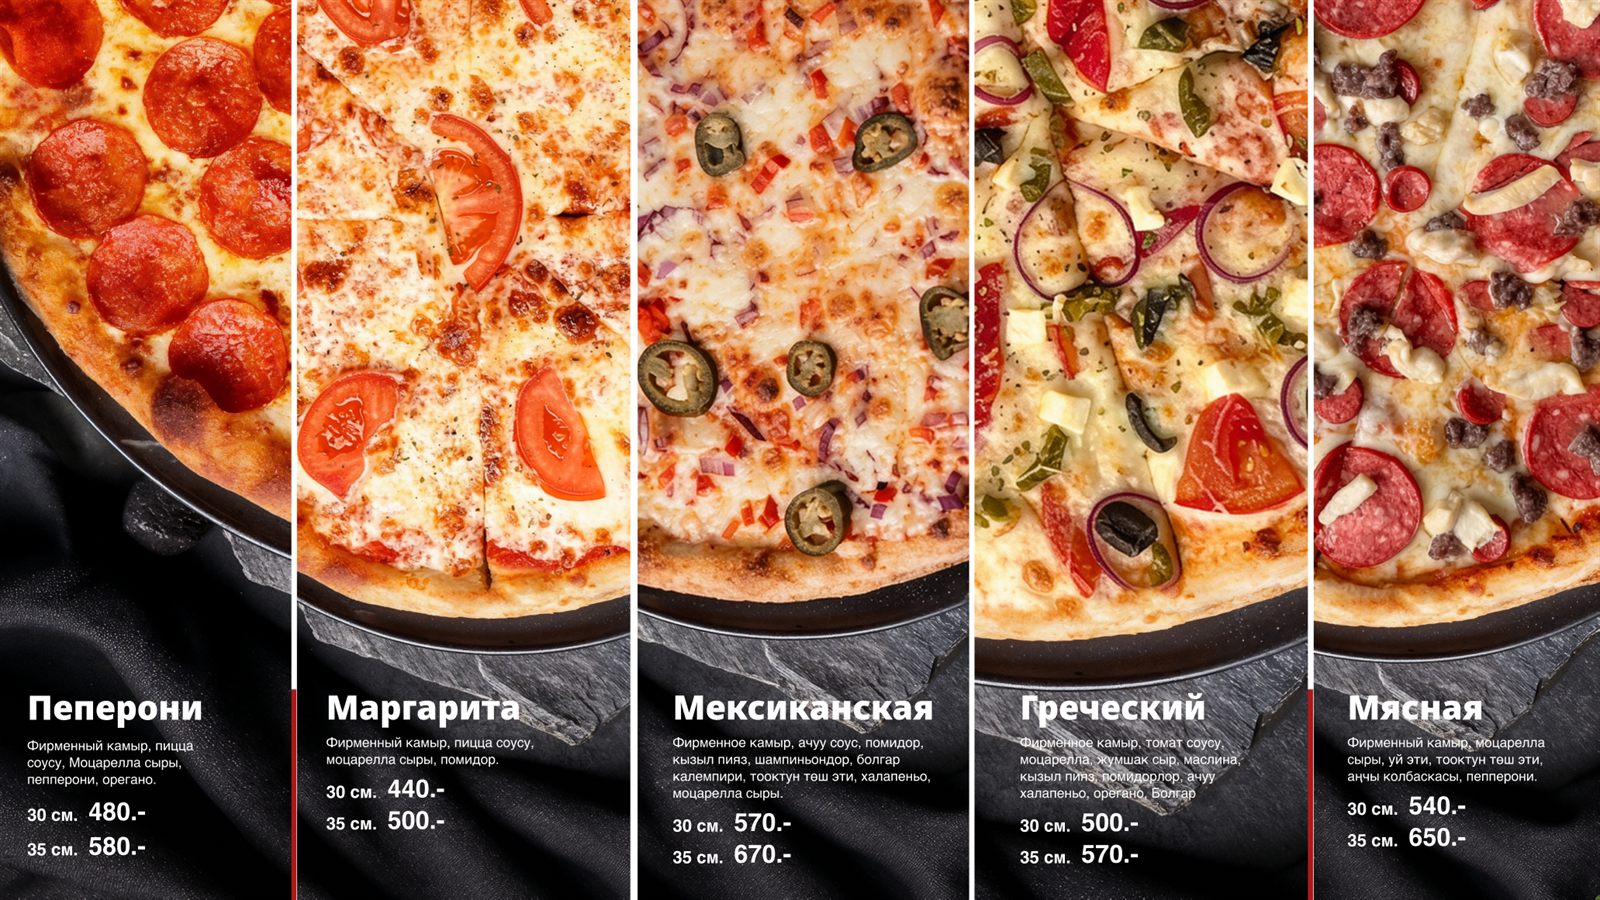 Пеперони
Фирменный камыр, пицца
соусу, Моцарелла сыры,
пепперони, орегано.
30 см. 480.-
35 см. 580.-
Маргарита
Фирменный камыр, пицца соусу,
моцарелла сыры, помидор.
30 см. 440.-
35 см. 500.-
Мексиканская
Фирменное камыр, ачуу соус, помидор,
кызыл пияз, шампиньондор, болгар
калемпири, тооктун төш эти, халапеньо,
моцарелла сыры.
30 см. 570.-
35 см. 670.-
Греческий
Фирменное камыр, томат соусу,
моцарелла, жумшак сыр, маслина,
кызыл пияз, помидорлор, ачуу
халапеньо, орегано, Болгар
30 см. 500.-
35 см. 570.-
Мясная
Фирменный камыр, моцарелла
сыры, уй эти, тооктун төш эти,
аңчы колбаскасы, пепперони.
30 см. 540.-
35 см. 650.-